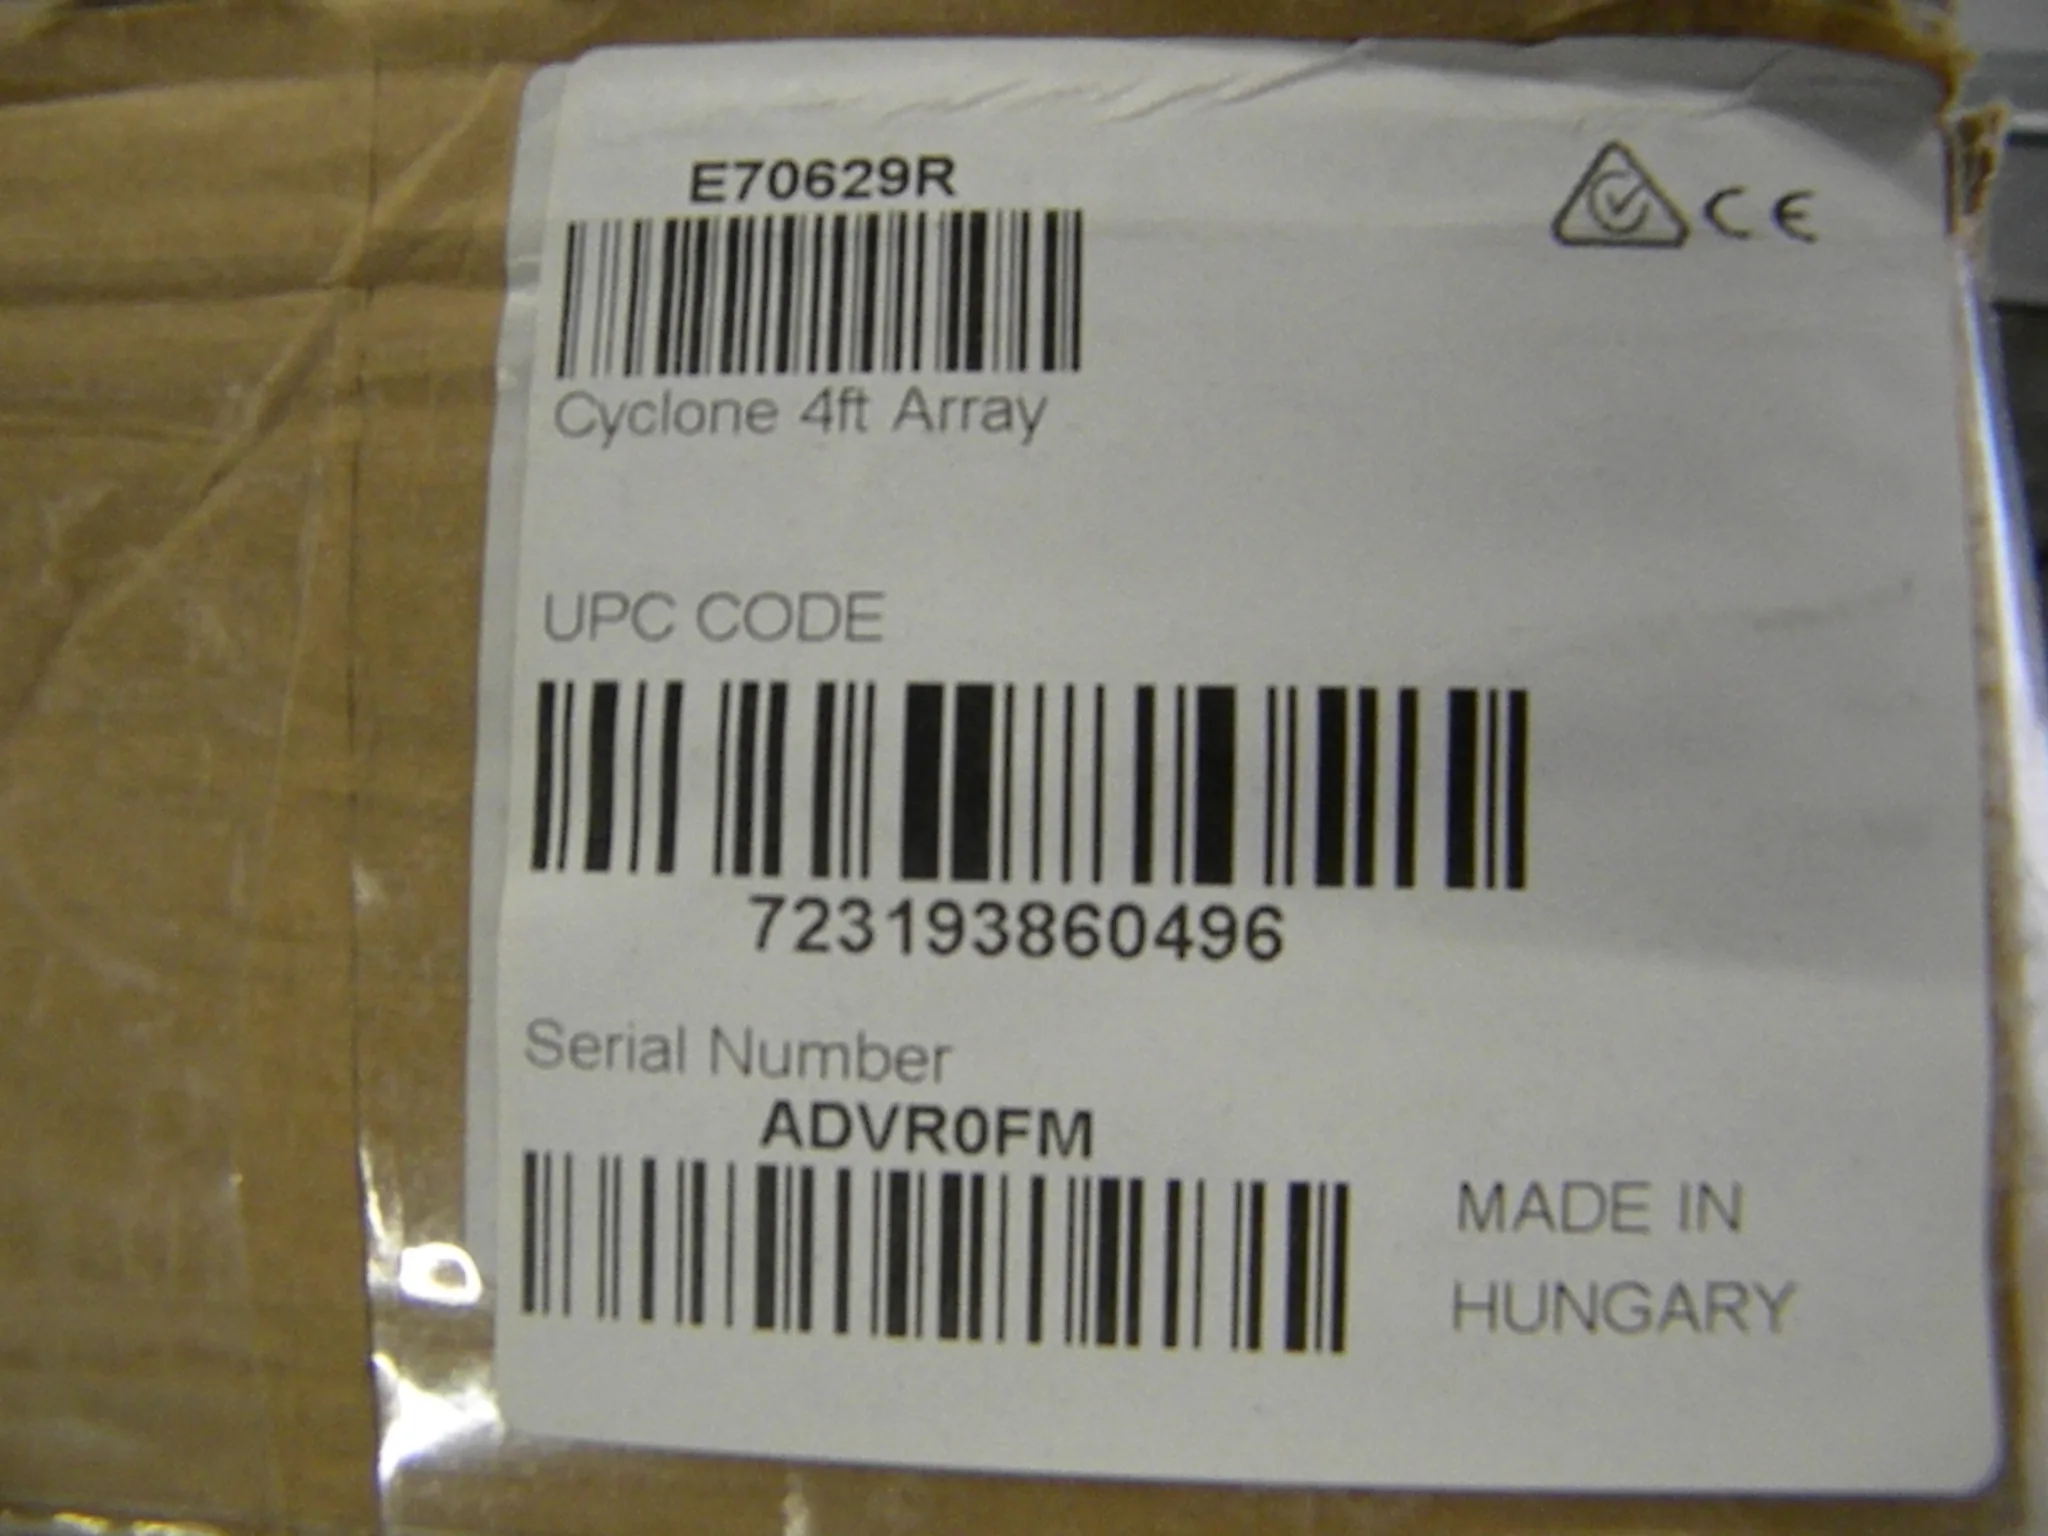 E70629R
CE
Cyclone 4ft Array
UPC CODE
723193860496
Serial Number
ADVR0FM
MADE IN
HUNGARY